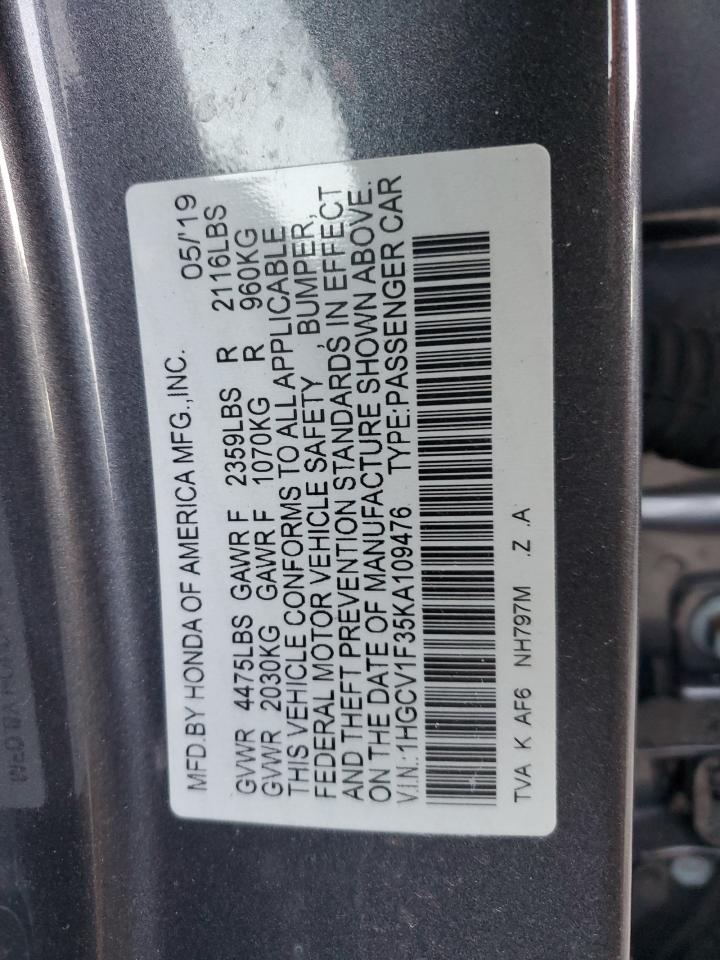 MFD.BY HONDA OF AMERICA MFG.,INC. 05/'19
GVWR 4475LBS GAWR F 2359LBS R 2116LBS
GVWR 2030KG GAWR F 1070KG R 960KG
THIS VEHICLE CONFORMS TO ALL APPLICABLE
FEDERAL MOTOR VEHICLE SAFETY, BUMPER,
AND THEFT PREVENTION STANDARDS, IN EFFECT
ON THE DATE OF MANUFACTURE SHOWN ABOVE.
V.I.N.:1HGCV1F35KA109476 TYPE:PASSENGER CAR
TVA K AF6 NH797M .Z .A